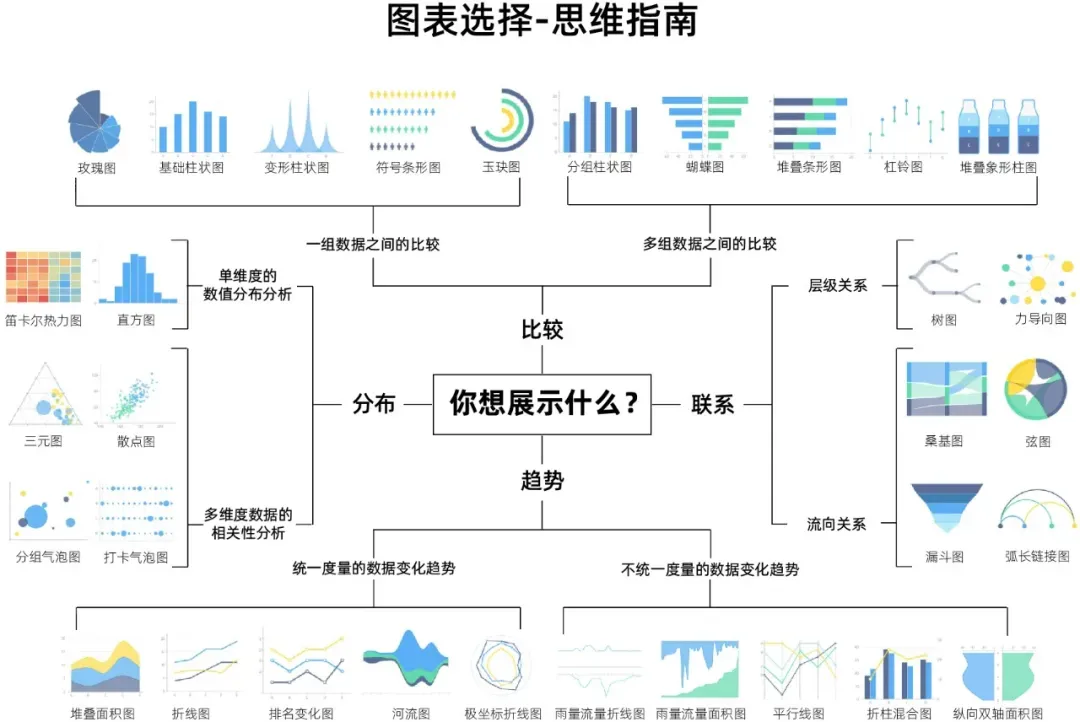 图表选择-思维指南
玫瑰图
基础柱状图
变形柱状图
符号条形图
玉玦图
分组柱状图
蝴蝶图
堆叠条形图
杠铃图
堆叠象形柱图
一组数据之间的比较
多组数据之间的比较
单维度的
数值分布分析
笛卡尔热力图
直方图
层级关系
树图
力导向图
比较
分布
你想展示什么？
联系
趋势
三元图
散点图
桑基图
弦图
多维度数据的
相关性分析
分组气泡图
打卡气泡图
流向关系
漏斗图
弧长链接图
统一度量的数据变化趋势
不统一度量的数据变化趋势
堆叠面积图
折线图
排名变化图
河流图
极坐标折线图
雨量流量折线图
雨量流量面积图
平行线图
折柱混合图
纵向双轴面积图